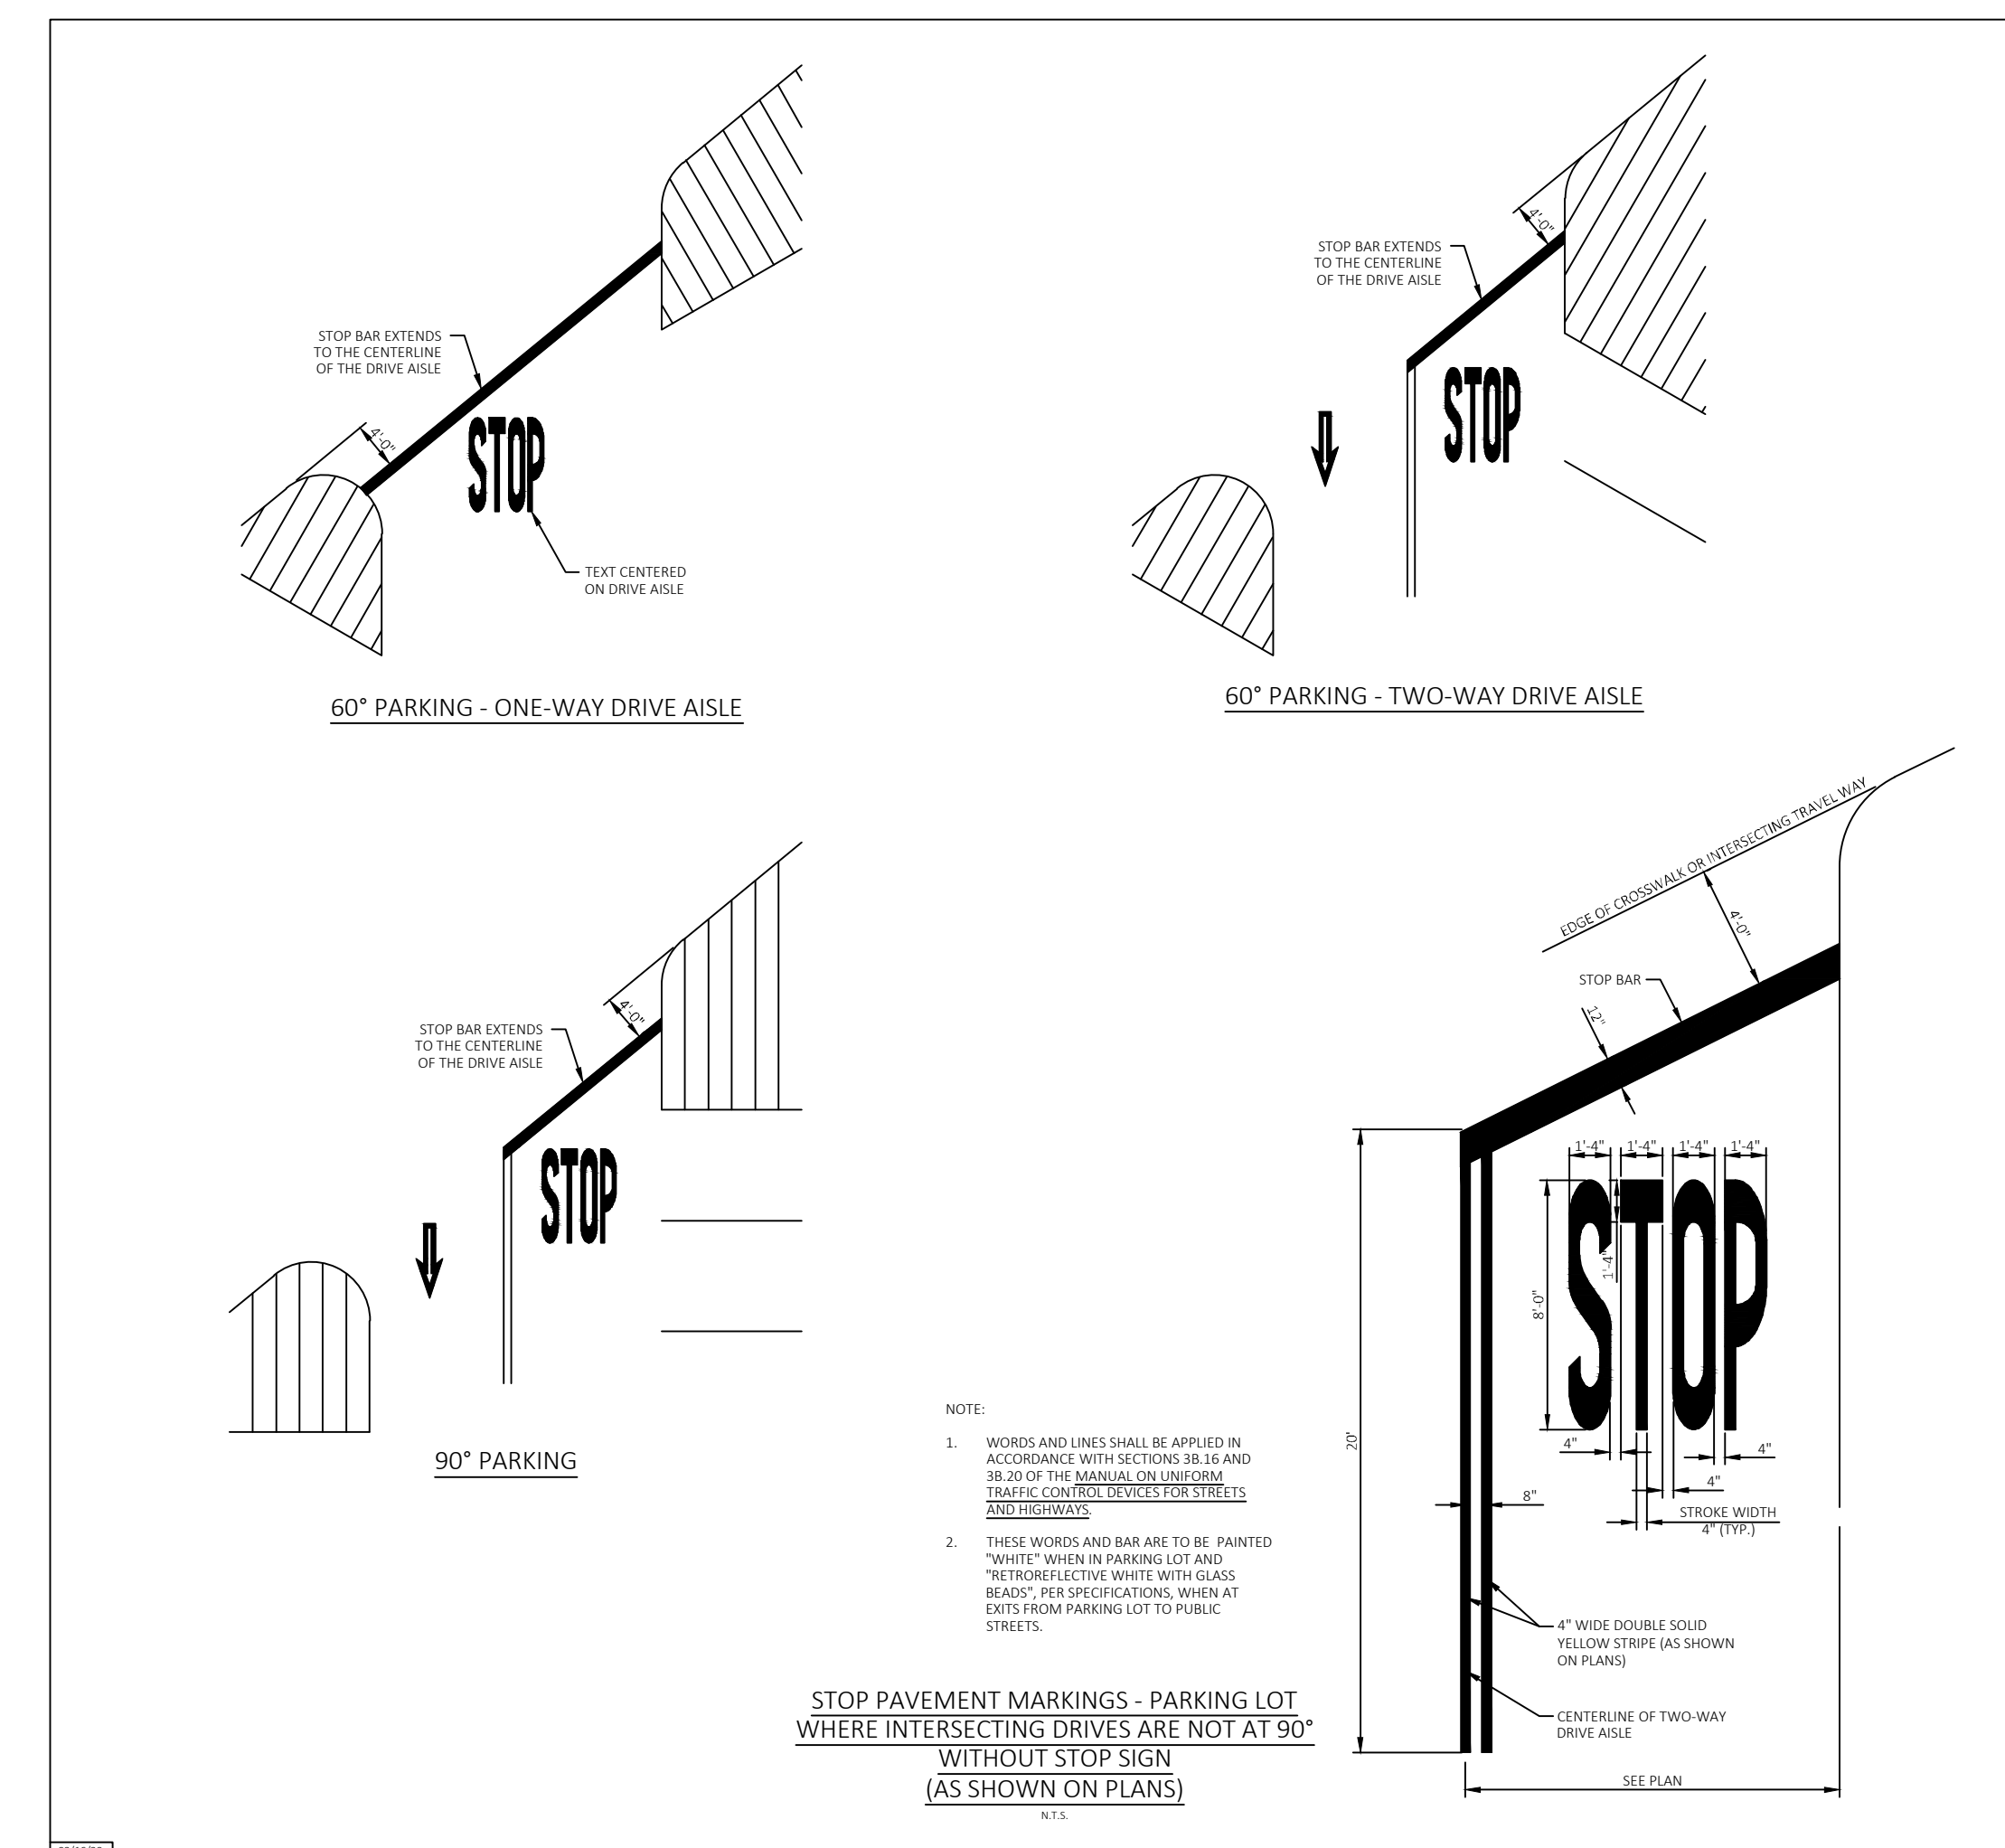 STOP BAR EXTENDS
TO THE CENTERLINE
OF THE DRIVE AISLE
4'-0"
STOP
TEXT CENTERED
ON DRIVE AISLE
60° PARKING - ONE-WAY DRIVE AISLE
4'-0"
STOP BAR EXTENDS
TO THE CENTERLINE
OF THE DRIVE AISLE
STOP
60° PARKING - TWO-WAY DRIVE AISLE
4'-0"
STOP BAR EXTENDS
TO THE CENTERLINE
OF THE DRIVE AISLE
STOP
90° PARKING
EDGE OF CROSSWALK OR INTERSECTING TRAVEL WAY
4'-0"
STOP BAR
12"
1'-4" 1'-4" 1'-4" 1'-4"
1'-4"
8'-0"
STOP
4"
4"
4"
8"
STROKE WIDTH
4" (TYP.)
20'
4" WIDE DOUBLE SOLID
YELLOW STRIPE (AS SHOWN
ON PLANS)
CENTERLINE OF TWO-WAY
DRIVE AISLE
SEE PLAN
NOTE:
1. WORDS AND LINES SHALL BE APPLIED IN
ACCORDANCE WITH SECTIONS 3B.16 AND
3B.20 OF THE MANUAL ON UNIFORM
TRAFFIC CONTROL DEVICES FOR STREETS
AND HIGHWAYS.
2. THESE WORDS AND BAR ARE TO BE PAINTED
"WHITE" WHEN IN PARKING LOT AND
"RETROREFLECTIVE WHITE WITH GLASS
BEADS", PER SPECIFICATIONS, WHEN AT
EXITS FROM PARKING LOT TO PUBLIC
STREETS.
STOP PAVEMENT MARKINGS - PARKING LOT
WHERE INTERSECTING DRIVES ARE NOT AT 90°
WITHOUT STOP SIGN
(AS SHOWN ON PLANS)
N.T.S.